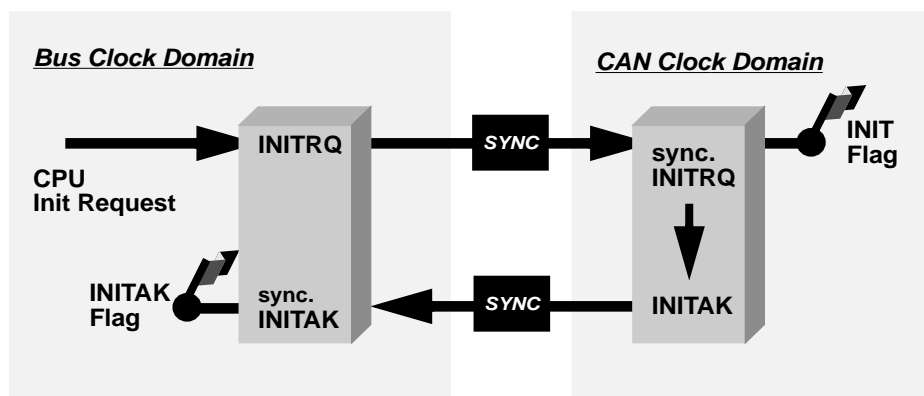 Bus Clock Domain
CAN Clock Domain
CPU
Init Request
INITRQ
SYNC
sync.
INITRQ
INIT
Flag
INITAK
Flag
sync.
INITAK
SYNC
INITAK